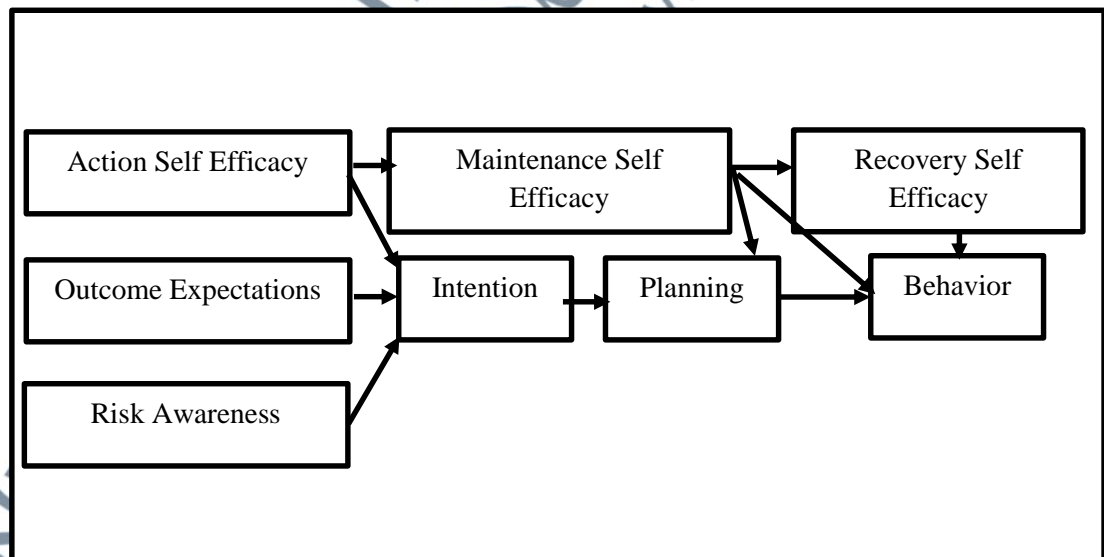 Action Self Efficacy
Maintenance Self
Efficacy
Recovery Self
Efficacy
Outcome Expectations
Intention
Planning
Behavior
Risk Awareness